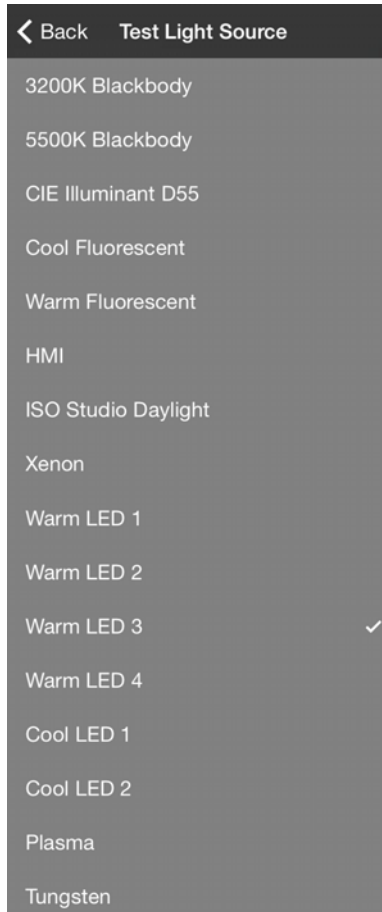 Back Test Light Source
3200K Blackbody
5500K Blackbody
CIE Illuminant D55
Cool Fluorescent
Warm Fluorescent
HMI
ISO Studio Daylight
Xenon
Warm LED 1
Warm LED 2
Warm LED 3
Warm LED 4
Cool LED 1
Cool LED 2
Plasma
Tungsten